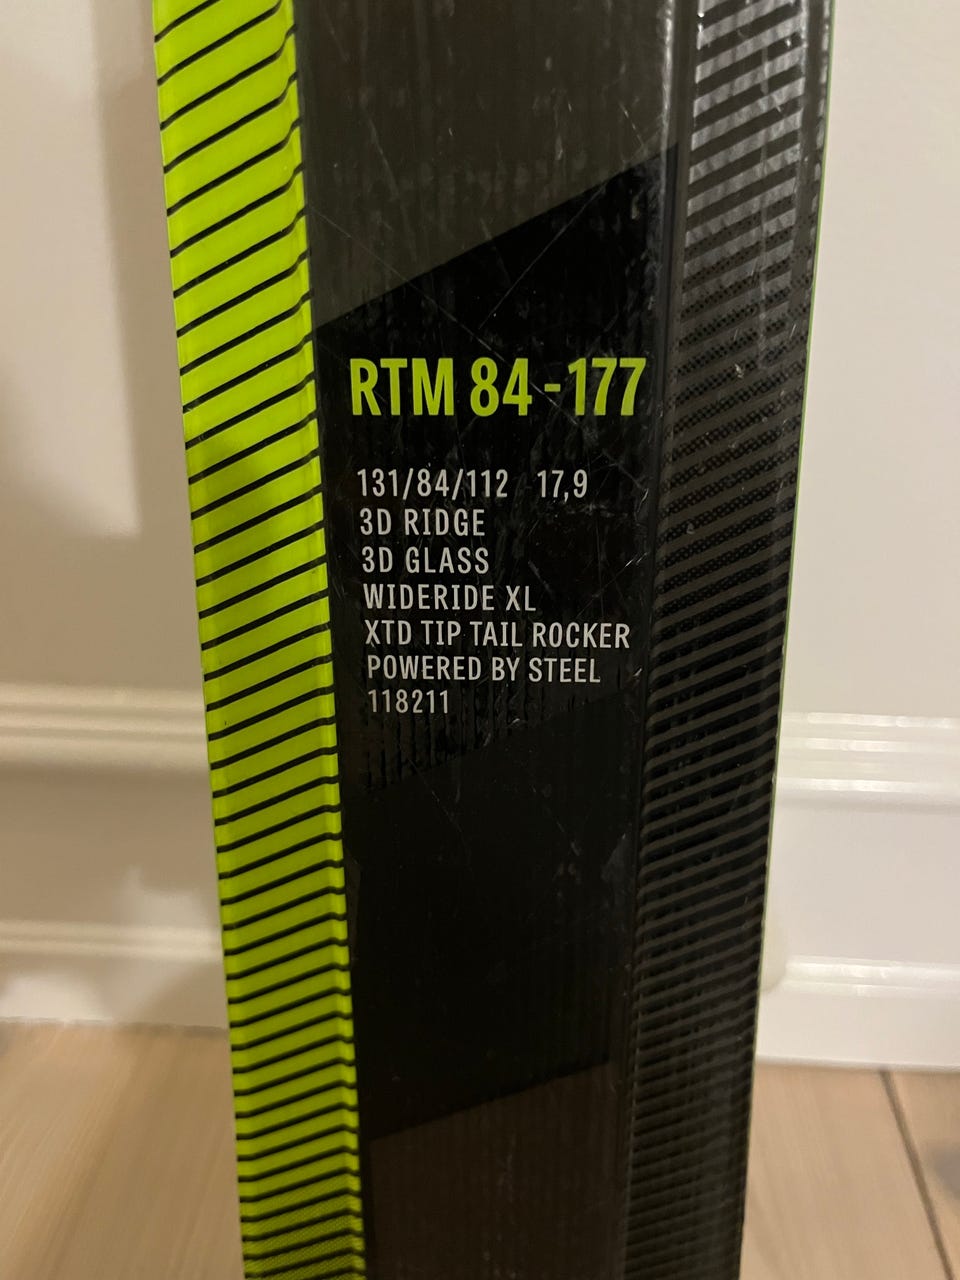 RTM 84 - 177
131/84/112 17,9
3D RIDGE
3D GLASS
WIDERIDE XL
XTD TIP TAIL ROCKER
POWERED BY STEEL
118211